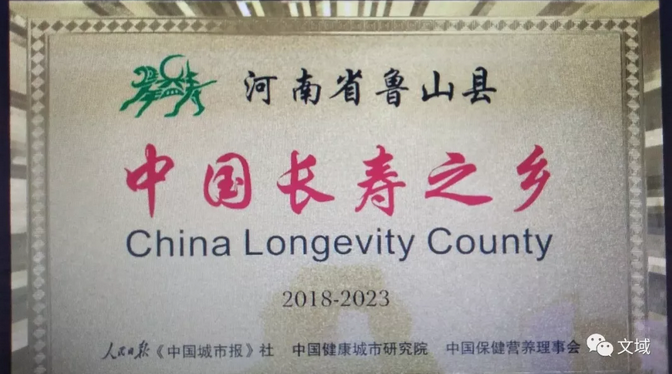 河南省鲁山县
中国长寿之乡
China Longevity County
2018-2023
人民日报《中国城市报》社 中国健康城市研究院 中国保健营养理事会
文域